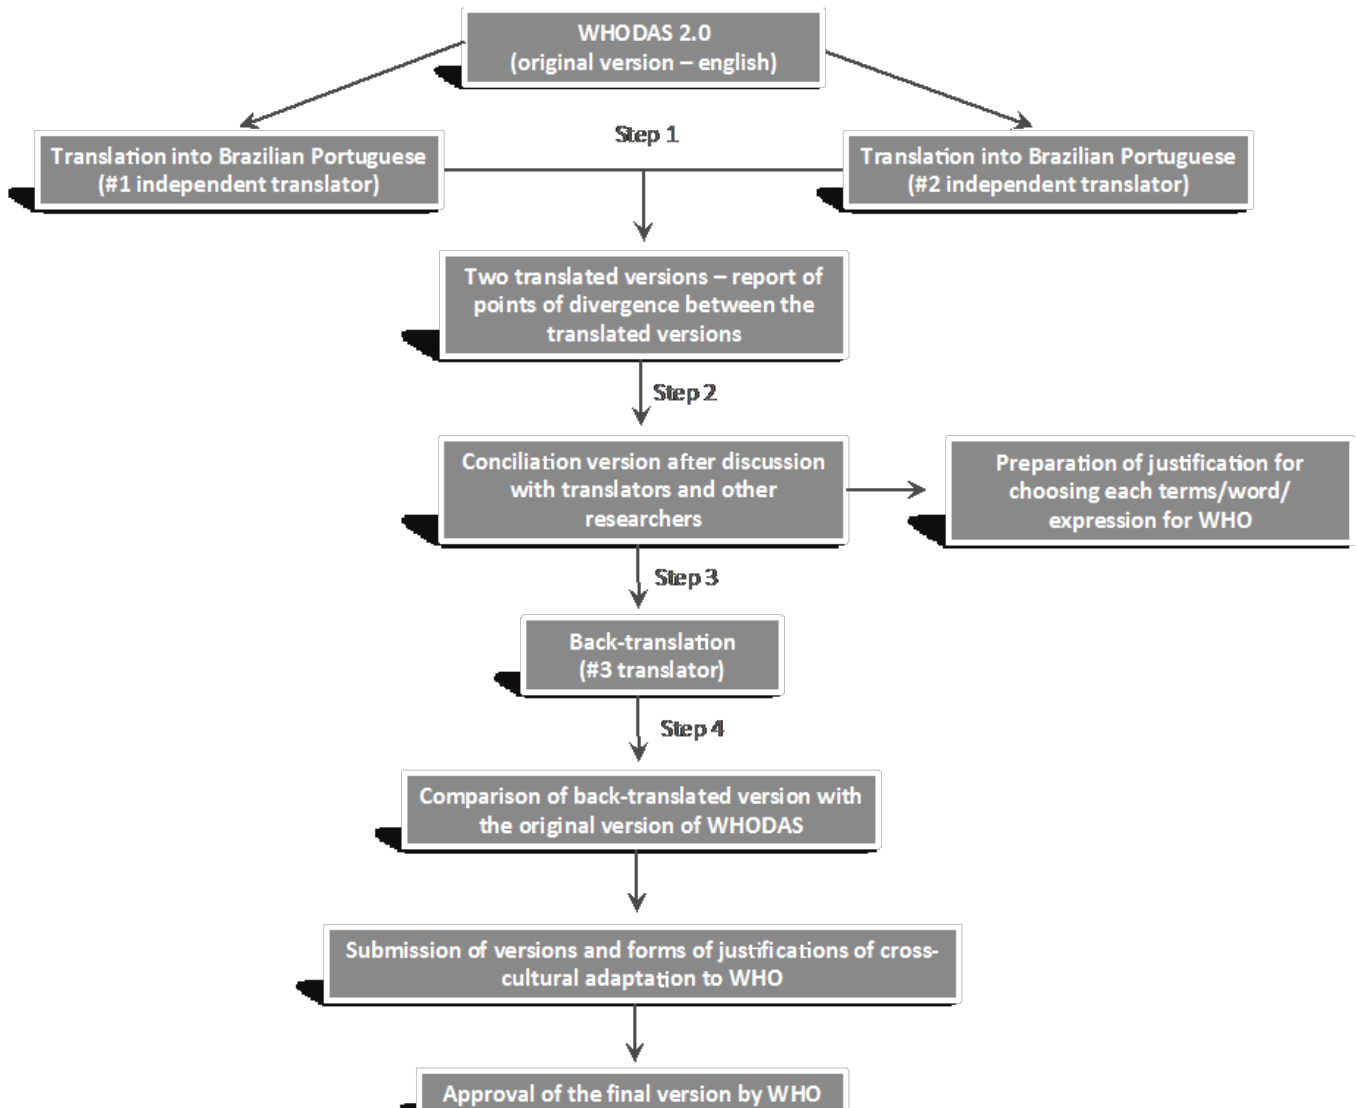 WHODAS 2.0
(original version – english)
Step 1
Translation into Brazilian Portuguese
(#1 independent translator)
Translation into Brazilian Portuguese
(#2 independent translator)
Two translated versions – report of
points of divergence between the
translated versions
Step 2
Conciliation version after discussion
with translators and other
researchers
Preparation of justification for
choosing each terms/word/
expression for WHO
Step 3
Back-translation
(#3 translator)
Step 4
Comparison of back-translated version with
the original version of WHODAS
Submission of versions and forms of justifications of cross-
cultural adaptation to WHO
Approval of the final version by WHO